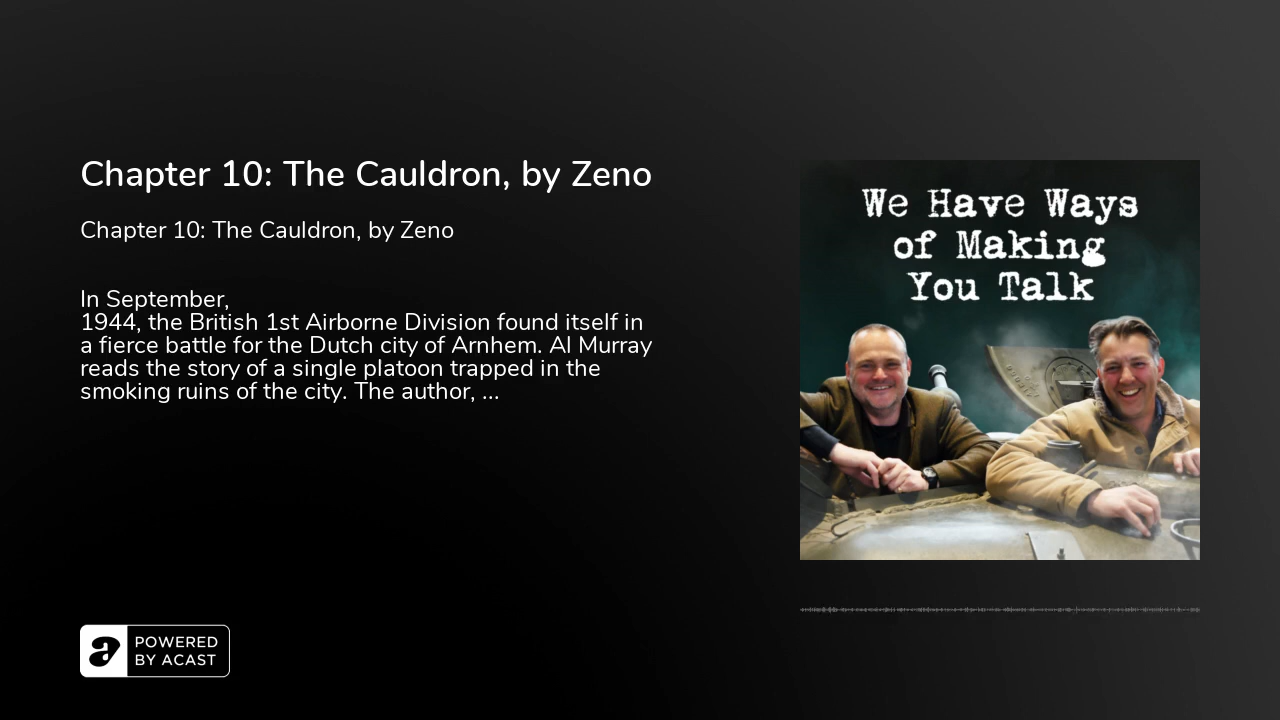 Chapter 10: The Cauldron, by Zeno
Chapter 10: The Cauldron, by Zeno
In September,
1944, the British 1st Airborne Division found itself in
a fierce battle for the Dutch city of Arnhem. Al Murray
reads the story of a single platoon trapped in the
smoking ruins of the city. The author, ...
We Have Ways
of Making
You Talk
POWERED
BY ACAST